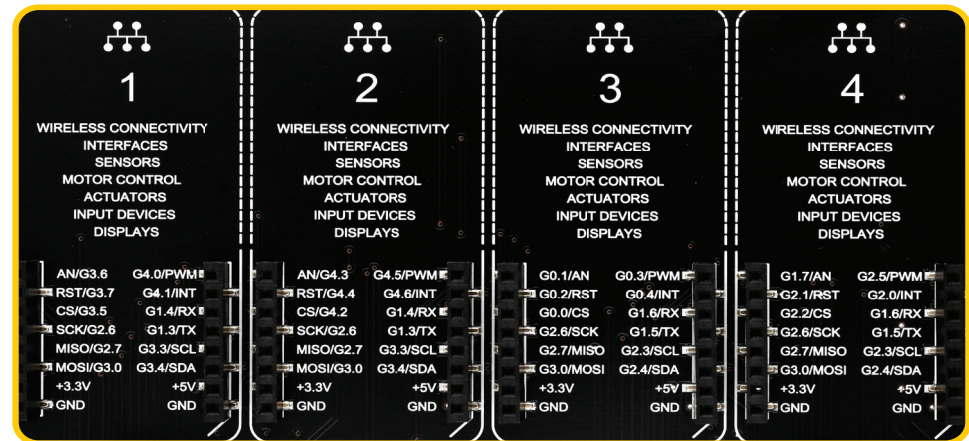 1
WIRELESS CONNECTIVITY
INTERFACES
SENSORS
MOTOR CONTROL
ACTUATORS
INPUT DEVICES
DISPLAYS
AN/G3.6 G4.0/PWM
RST/G3.7 G4.1/INT
CS/G3.5 G1.4/RX
SCK/G2.6 G1.3/TX
MISO/G2.7 G3.3/SCL
MOSI/G3.0 G3.4/SDA
+3.3V +5V
GND GND
2
WIRELESS CONNECTIVITY
INTERFACES
SENSORS
MOTOR CONTROL
ACTUATORS
INPUT DEVICES
DISPLAYS
AN/G4.3 G4.5/PWM
RST/G4.4 G4.6/INT
CS/G4.2 G1.4/RX
SCK/G2.6 G1.3/TX
MISO/G2.7 G3.3/SCL
MOSI/G3.0 G3.4/SDA
+3.3V +5V
GND GND
3
WIRELESS CONNECTIVITY
INTERFACES
SENSORS
MOTOR CONTROL
ACTUATORS
INPUT DEVICES
DISPLAYS
G0.1/AN G0.3/PWM
G0.2/RST G0.4/INT
G0.0/CS G1.6/RX
G2.6/SCK G1.5/TX
G2.7/MISO G2.3/SCL
G3.0/MOSI G2.4/SDA
+3.3V +5V
GND GND
4
WIRELESS CONNECTIVITY
INTERFACES
SENSORS
MOTOR CONTROL
ACTUATORS
INPUT DEVICES
DISPLAYS
G1.7/AN G2.5/PWM
G2.1/RST G2.0/INT
G2.2/CS G1.6/RX
G2.6/SCK G1.5/TX
G2.7/MISO G2.3/SCL
G3.0/MOSI G2.4/SDA
+3.3V +5V
GND GND